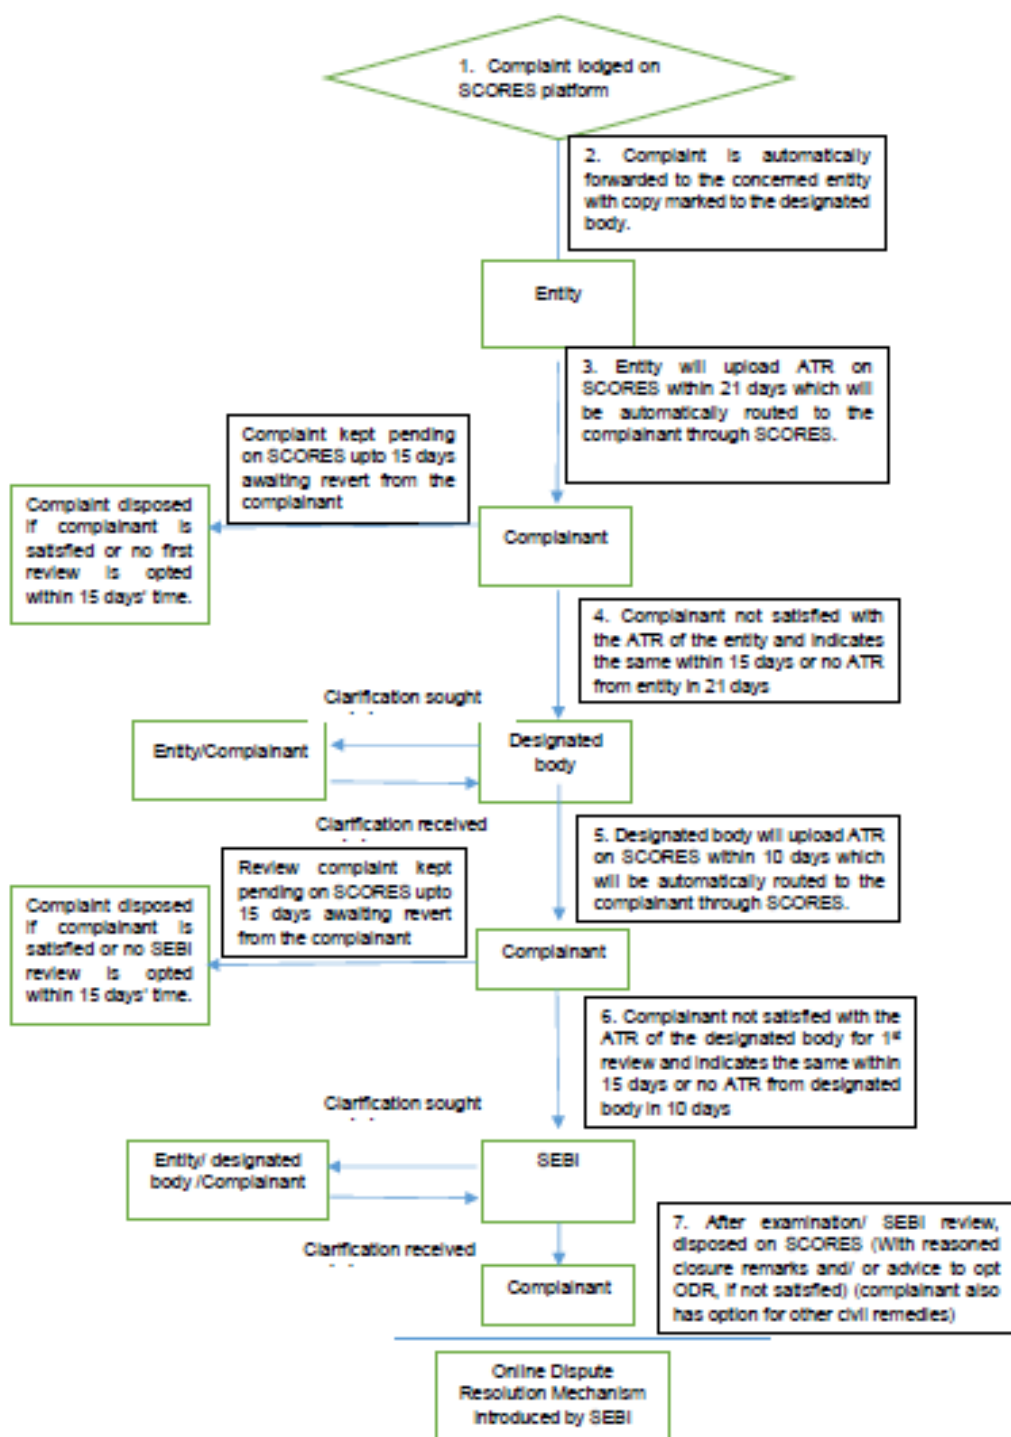 1. Complaint lodged on
SCORES platform
2. Complaint is automatically
forwarded to the concerned entity
with copy marked to the designated
body.
Entity
3. Entity will upload ATR on
SCORES within 21 days which will
be automatically routed to the
complainant through SCORES.
Complaint kept pending
on SCORES upto 15 days
awaiting revert from the
complainant
Complaint disposed
if complainant is
satisfied or no first
review is opted
within 15 days' time.
Complainant
4. Complainant not satisfied with
the ATR of the entity and indicates
the same within 15 days or no ATR
from entity in 21 days
Clarification sought
Entity/Complainant
Designated
body
Clarification received
5. Designated body will upload ATR
on SCORES within 10 days which
will be automatically routed to the
complainant through SCORES.
Review complaint kept
pending on SCORES upto
15 days awaiting revert
from the complainant
Complaint disposed
if complainant is
satisfied or no SEBI
review is opted
within 15 days' time.
Complainant
6. Complainant not satisfied with the
ATR of the designated body for 1st
review and indicates the same within
15 days or no ATR from designated
body in 10 days
Clarification sought
Entity/ designated
body /Complainant
SEBI
Clarification received
7. After examination/ SEBI review,
disposed on SCORES (With reasoned
closure remarks and/ or advice to opt
ODR, if not satisfied) (complainant also
has option for other civil remedies)
Complainant
Online Dispute
Resolution Mechanism
introduced by SEBI